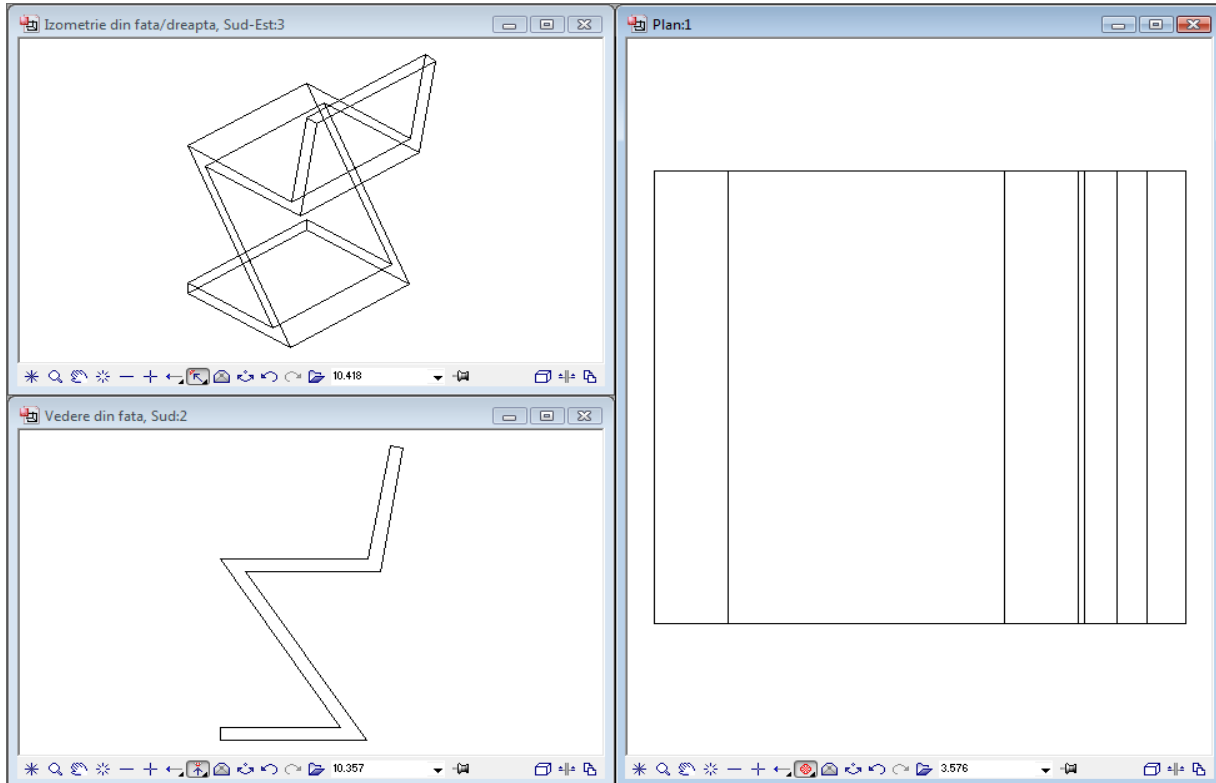 Izometrie din fata/dreapta, Sud-Est:3
10.418
Vedere din fata, Sud:2
10.357
Plan:1
3.576